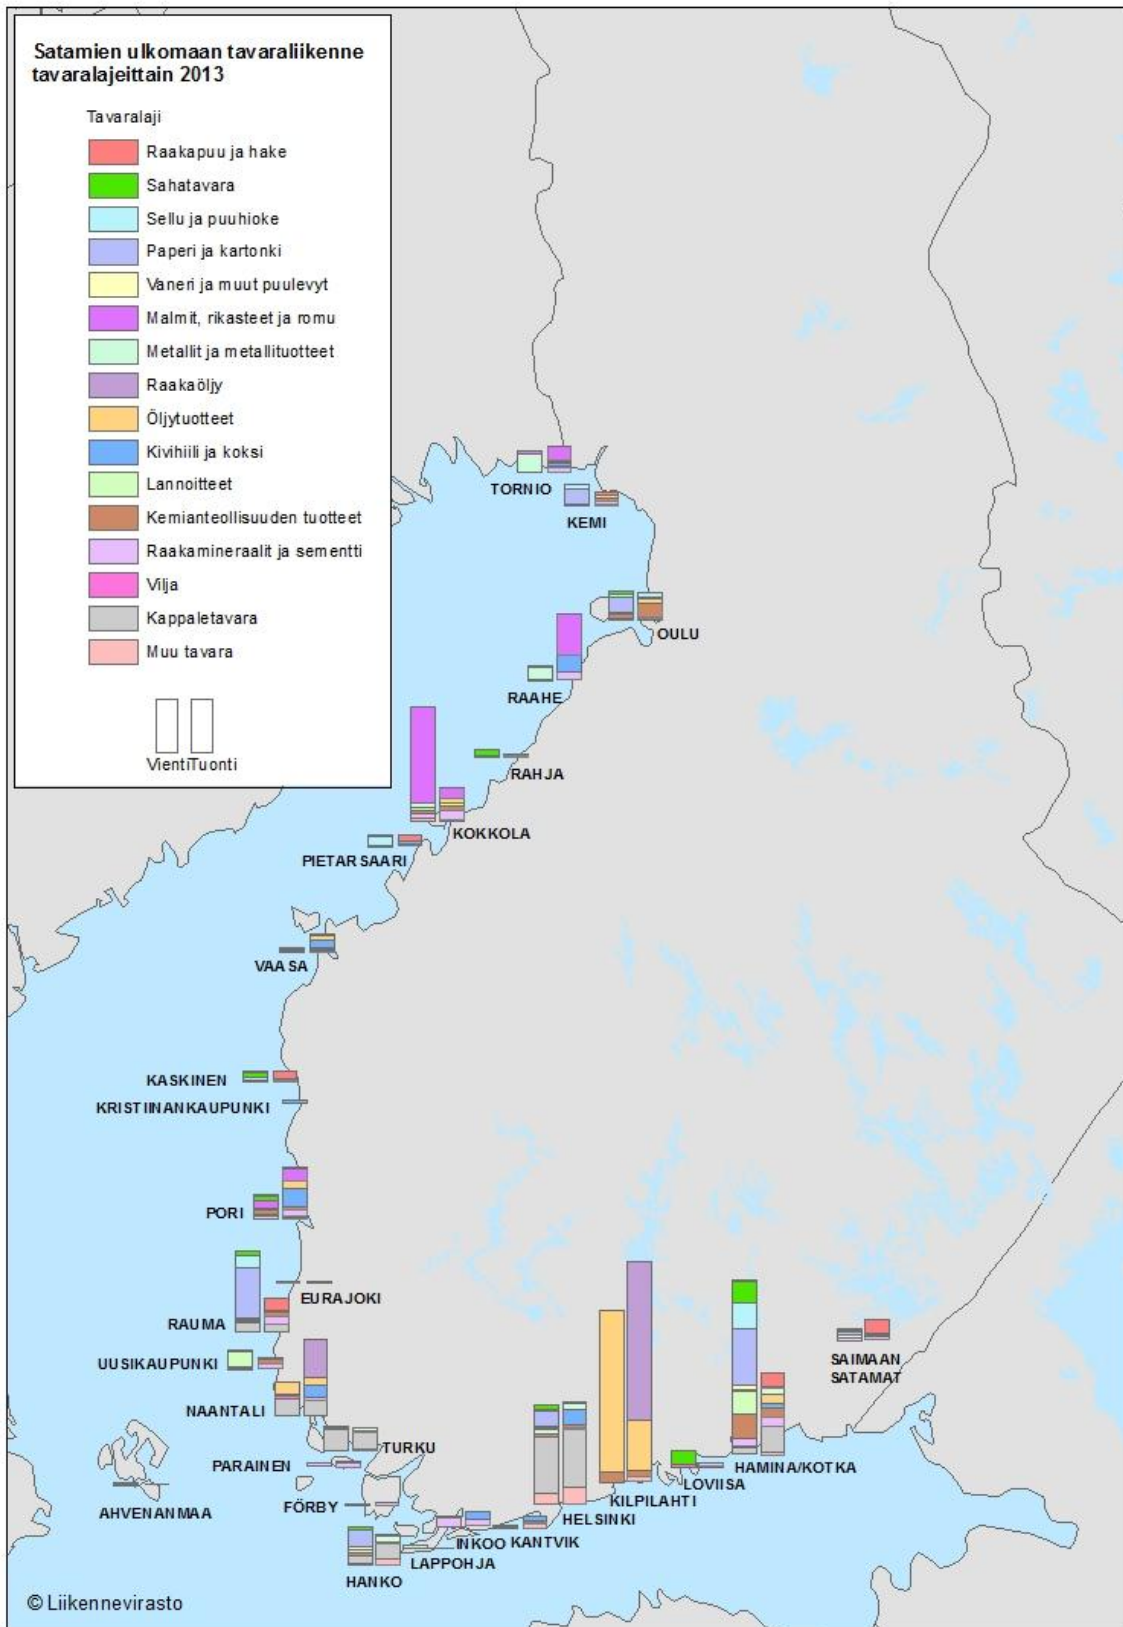 Satamien ulkomaan tavaraliikenne
tavaralajeittain 2013
Tavaralaji
Raakapuu ja hake
Sahatavara
Sellu ja puuhioke
Paperi ja kartonki
Vaneri ja muut puulevyt
Malmit, rikasteet ja romu
Metallit ja metallituotteet
Raakaöljy
Öljytuotteet
Kivihiili ja koksi
Lannoitteet
Kemianteollisuuden tuotteet
Raakamineraalit ja sementti
Vilja
Kappaletavara
Muu tavara
Vienti Tuonti
TORNIO
KEMI
OULU
RAAHE
RAHJA
KOKKOLA
PIETARSAARI
VAASA
KASKINEN
KRISTIINANKAUPUNKI
PORI
EURAJOKI
RAUMA
UUSIKAUPUNKI
NAANTALI
TURKU
PARAINEN
AHVENANMAA
FÖRBY
HANKO
LAPPOHJA
INKOO
KANTVIK
HELSINKI
KILPILAHTI
LOVIISA
HAMINA/KOTKA
SAIMAAN
SATAMAT
© Liikennevirasto